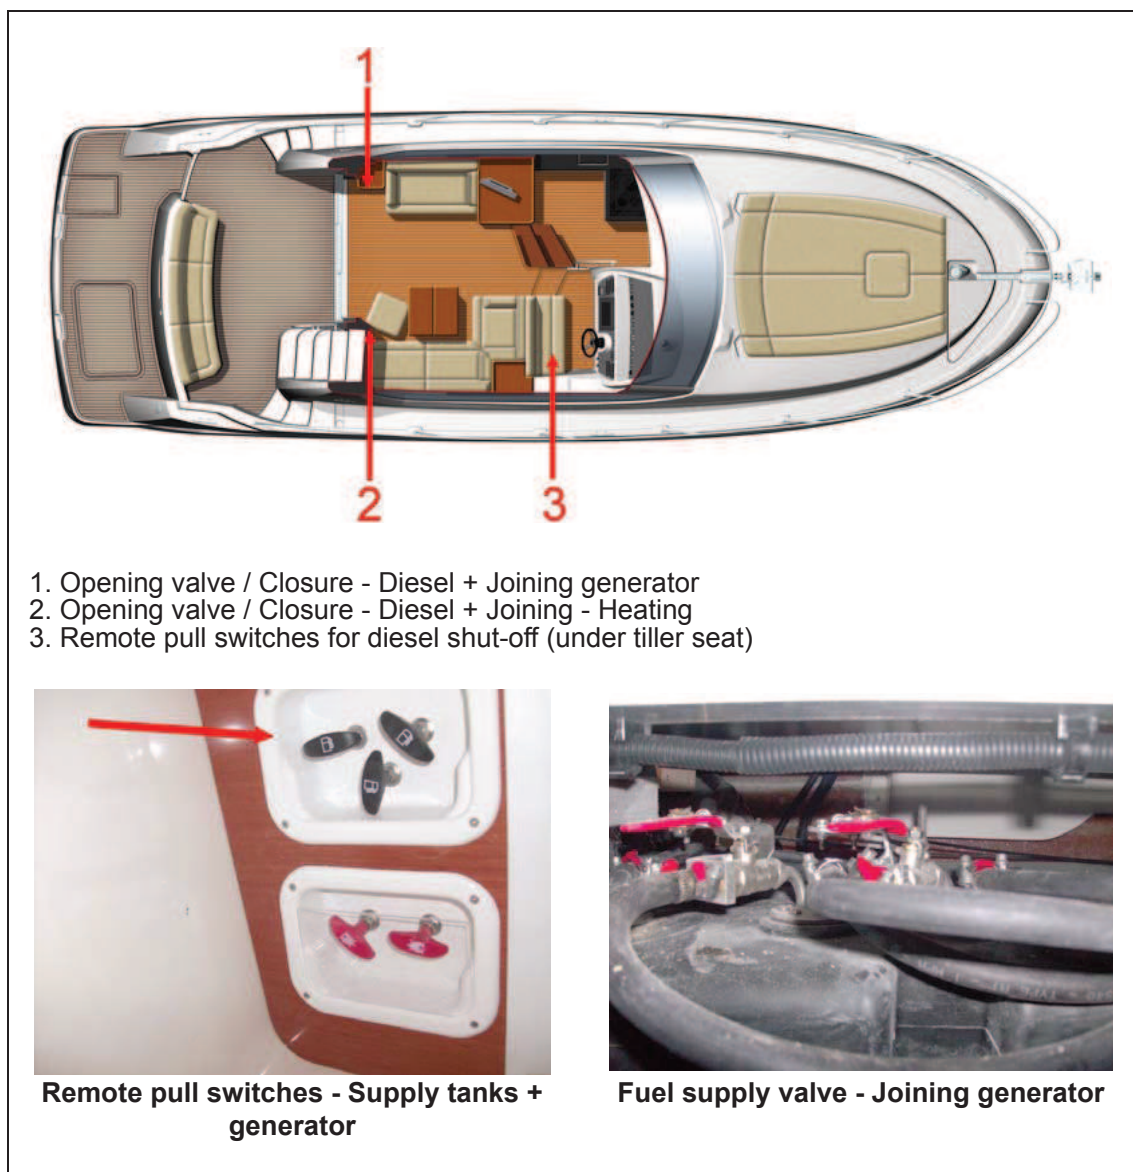 1
2
3
1. Opening valve / Closure - Diesel + Joining generator
2. Opening valve / Closure - Diesel + Joining - Heating
3. Remote pull switches for diesel shut-off (under tiller seat)
Remote pull switches - Supply tanks +
generator
Fuel supply valve - Joining generator